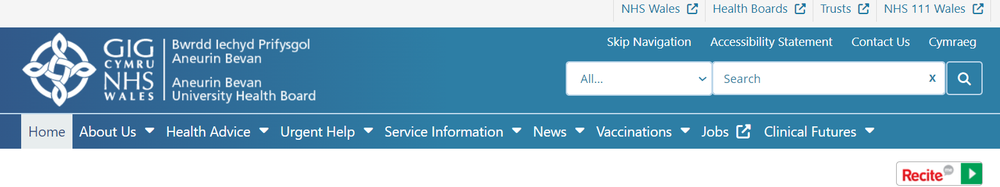 NHS Wales Health Boards Trusts NHS 111 Wales
Skip Navigation Accessibility Statement Contact Us Cymraeg
GIG
CYMRU
NHS
WALES
Bwrdd Iechyd Prifysgol
Aneurin Bevan
Aneurin Bevan
University Health Board
All... Search x
Home About Us Health Advice Urgent Help Service Information News Vaccinations Jobs Clinical Futures
Recite me